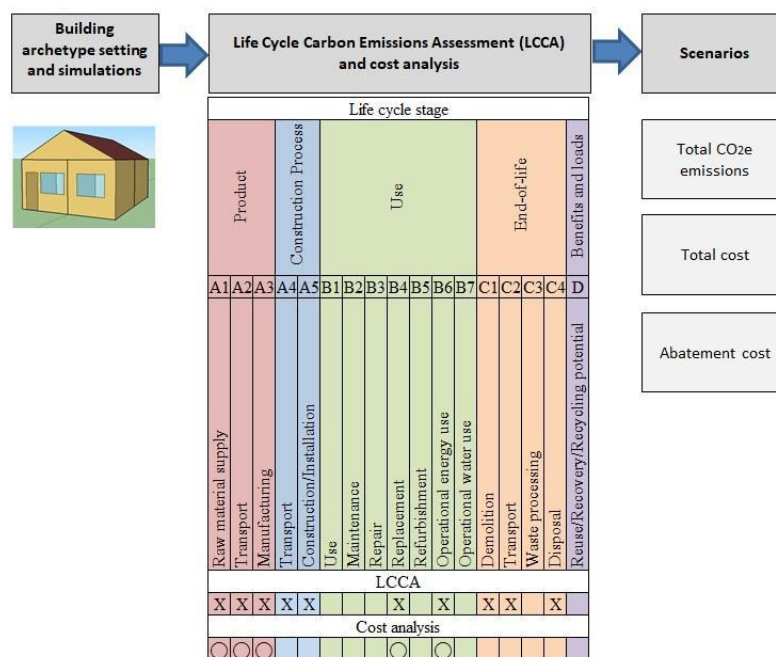 Building
archetype setting
and simulations
Life Cycle Carbon Emissions Assessment (LCCA)
and cost analysis
Scenarios
Life cycle stage
Product
Construction Process
Use
End-of-life
Benefits and loads
A1 A2 A3 A4 A5 B1 B2 B3 B4 B5 B6 B7 C1 C2 C3 C4 D
Raw material supply
Transport
Manufacturing
Transport
Construction/Installation
Use
Maintenance
Repair
Replacement
Refurbishment
Operational energy use
Operational water use
Demolition
Transport
Waste processing
Disposal
Reuse/Recovery/Recycling potential
LCCA
X X X X X X X X X X
Cost analysis
Total CO2e
emissions
Total cost
Abatement cost